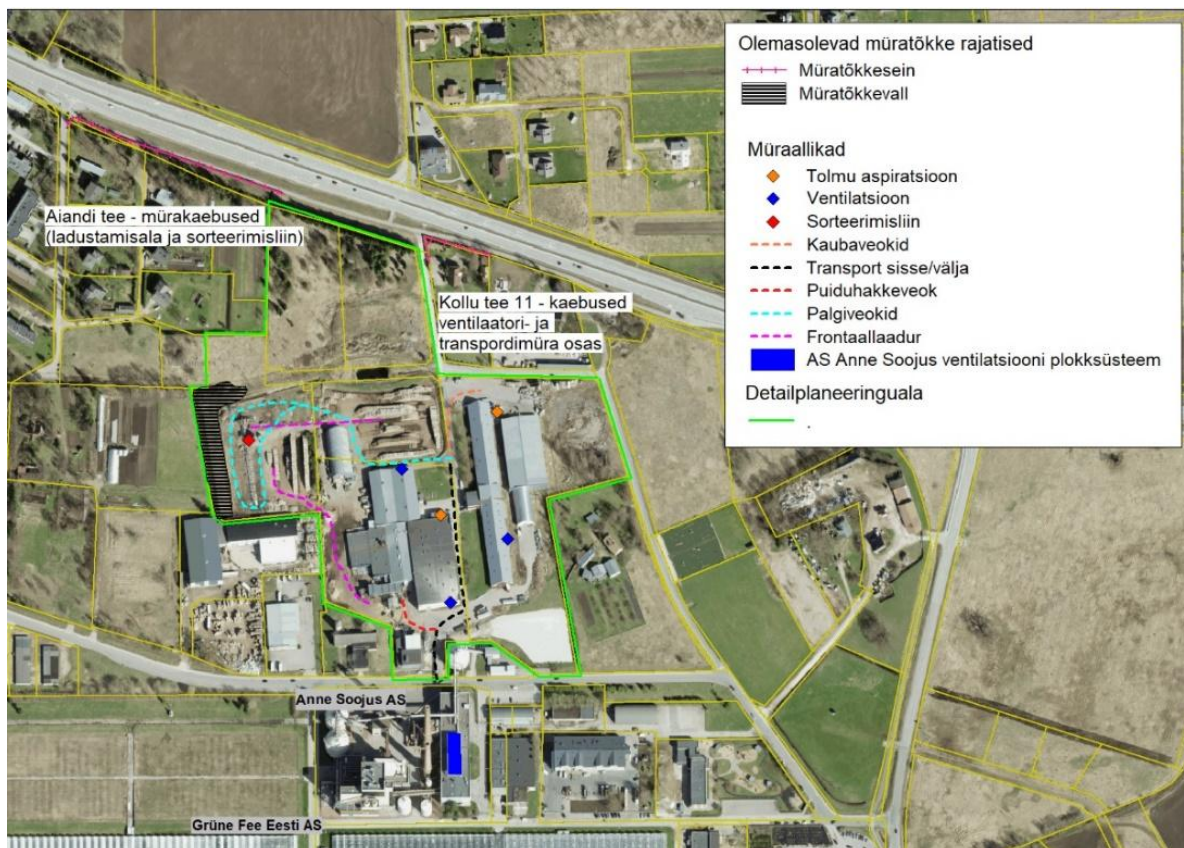 Olemasolevad müratõkke rajatised
Müratõkkesein
Müratõkkevall
Müraallikad
Tolmu aspiratsioon
Ventilatsioon
Sorteerimisliin
Kaubaveokid
Transport sisse/välja
Puiduhakkeveok
Palgiveokid
Frontaallaadur
AS Anne Soojus ventilatsiooni plokksüsteem
Detailplaneeringuala
.
Aiandi tee - mürakaebused
(ladustamisala ja sorteerimisliin)
Kollu tee 11 - kaebused
ventilaatori- ja
transpordimüra osas
Anne Soojus AS
Grüne Fee Eesti AS